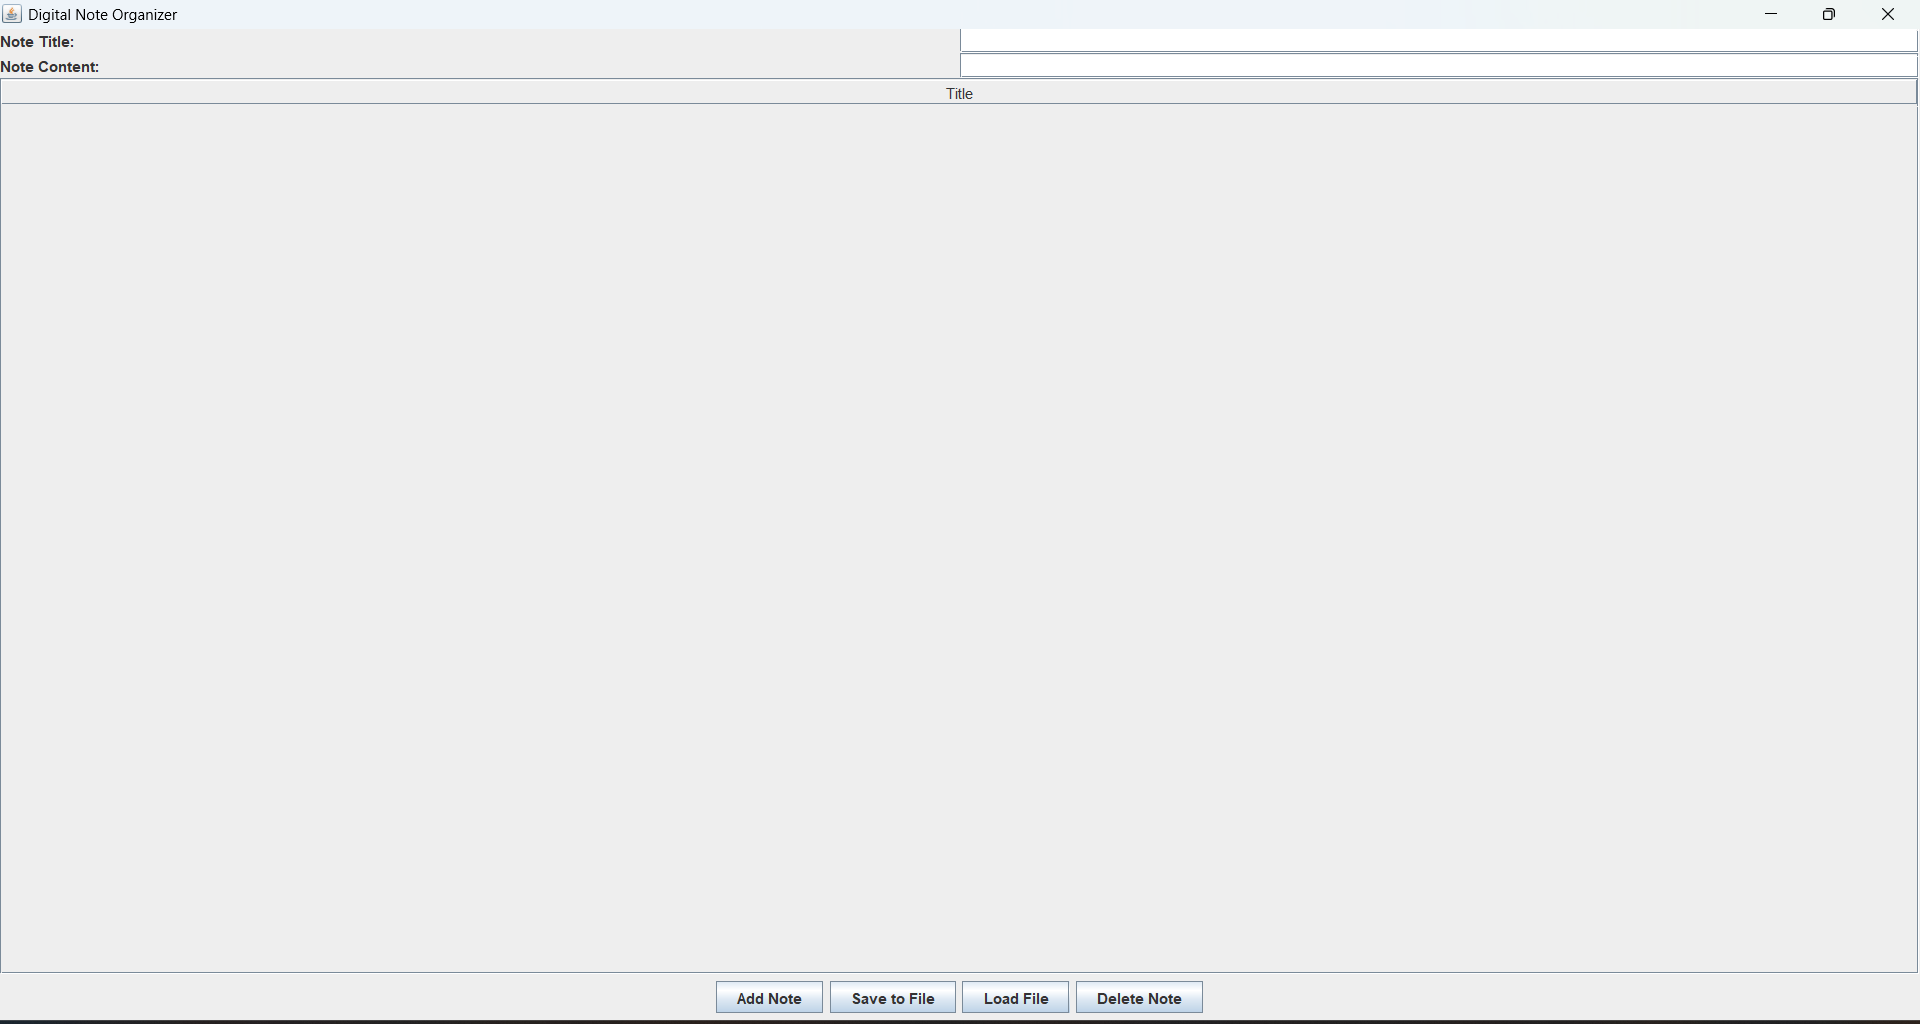 Digital Note Organizer
Note Title:
Note Content:
Title
Add Note Save to File Load File Delete Note